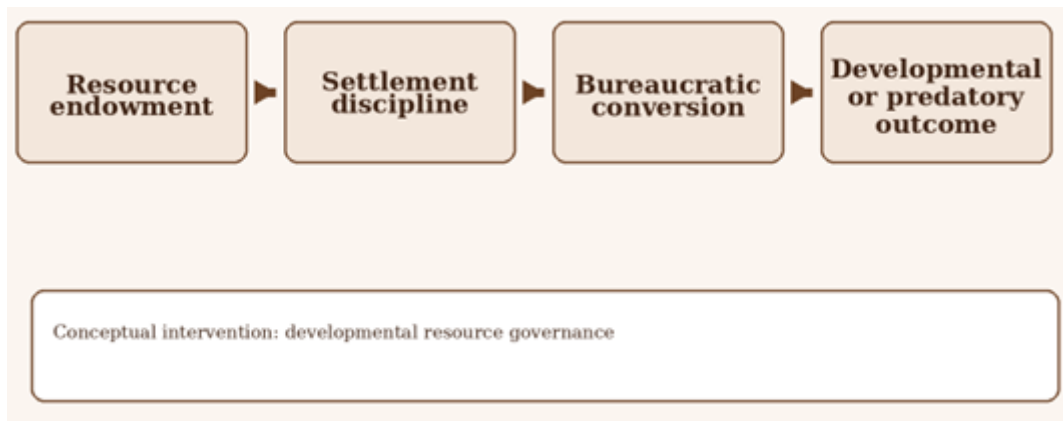 Resource
endowment
Settlement
discipline
Bureaucratic
conversion
Developmental
or predatory
outcome
Conceptual intervention: developmental resource governance